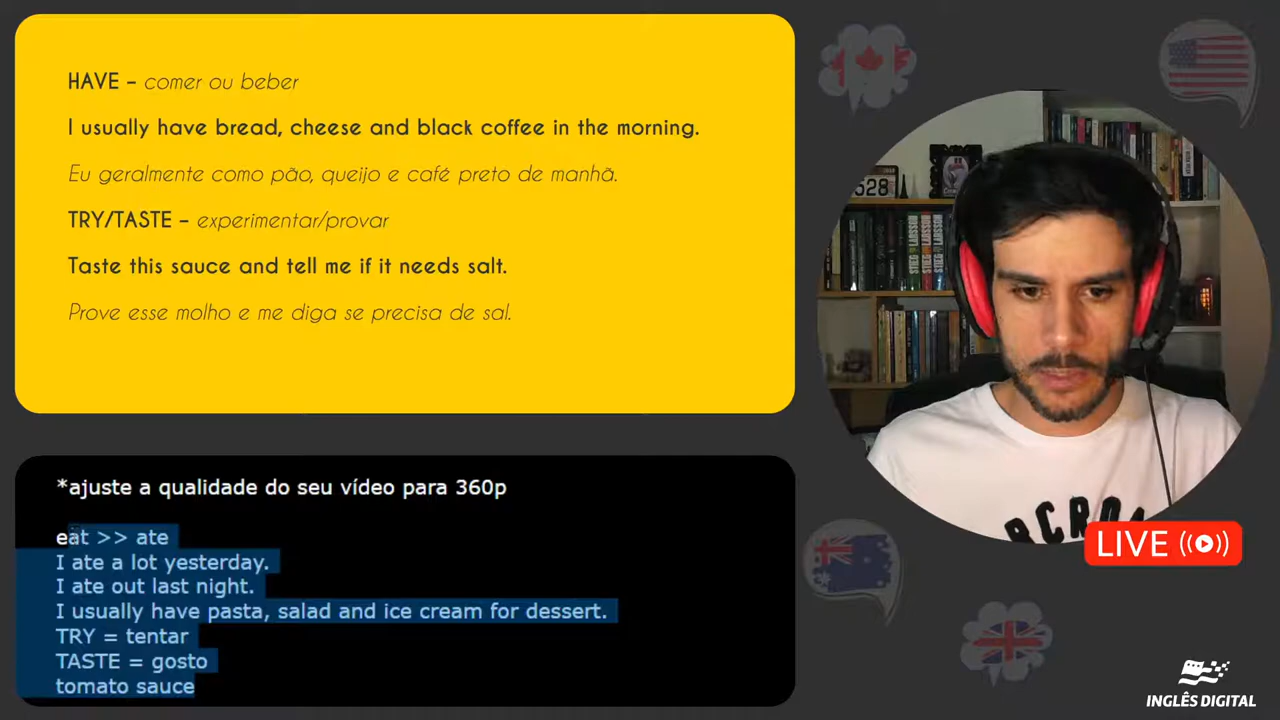 HAVE – comer ou beber
I usually have bread, cheese and black coffee in the morning.
Eu geralmente como pão, queijo e café preto de manhã.
TRY/TASTE – experimentar/provar
Taste this sauce and tell me if it needs salt.
Prove esse molho e me diga se precisa de sal.
*ajuste a qualidade do seu vídeo para 360p
eat >> ate
I ate a lot yesterday.
I ate out last night.
I usually have pasta, salad and ice cream for dessert.
TRY = tentar
TASTE = gosto
tomato sauce
528
STIEG LARSSON
LIVE
INGLÊS DIGITAL